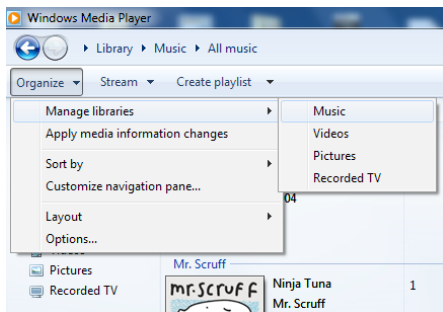 Windows Media Player
Library Music All music
Organize Stream Create playlist
Manage libraries
Apply media information changes
Sort by
Customize navigation pane...
Layout
Options...
Music
Videos
Pictures
Recorded TV
04
Pictures
Recorded TV
Mr. Scruff
mr.scruff
Ninja Tuna
Mr. Scruff
1